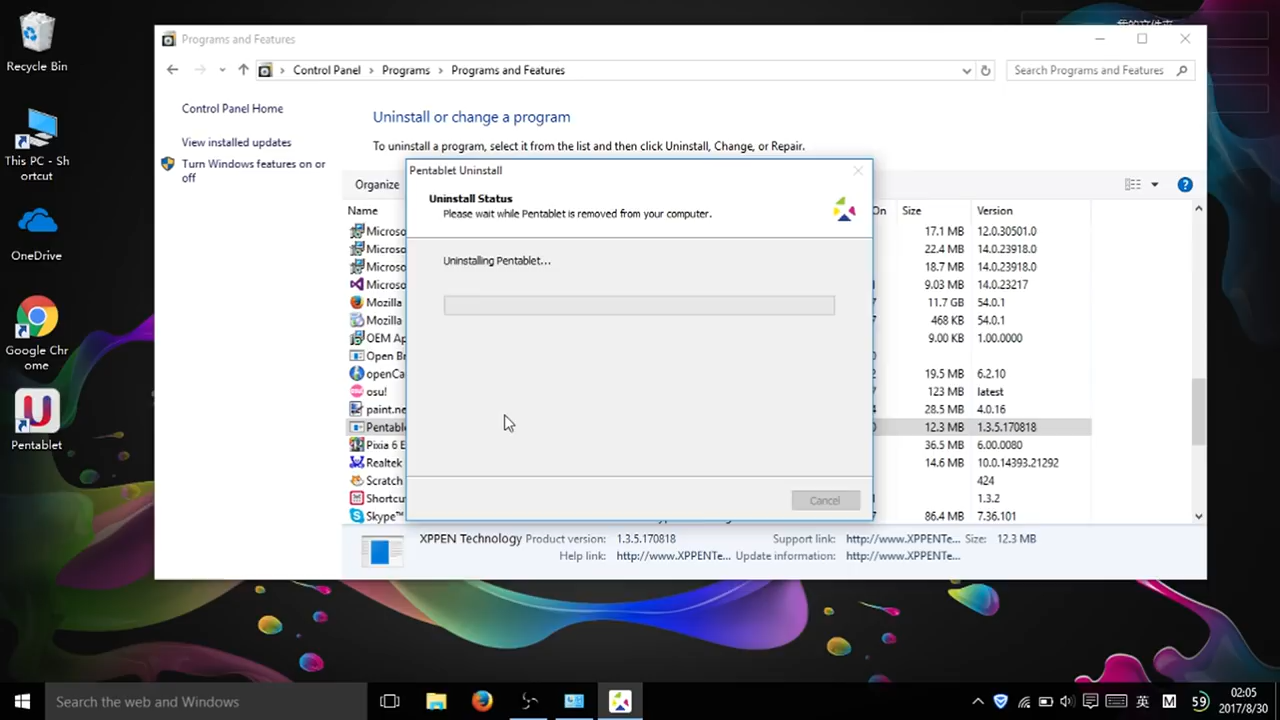 Recycle Bin
This PC - Sh
ortcut
OneDrive
Google Chr
ome
Pentablet
Programs and Features
Control Panel
Programs
Programs and Features
Search Programs and Features
Control Panel Home
View installed updates
Turn Windows features on or
off
Uninstall or change a program
To uninstall a program, select it from the list and then click Uninstall, Change, or Repair.
Organize
Name
On
Size
Version
Microso
17.1 MB
12.0.30501.0
Microso
22.4 MB
14.0.23918.0
Microso
18.7 MB
14.0.23918.0
Microso
9.03 MB
14.0.23217
Mozilla
11.7 GB
54.0.1
Mozilla
468 KB
54.0.1
OEM Ap
9.00 KB
1.00.0000
Open Br
openCa
19.5 MB
6.2.10
osu!
123 MB
latest
paint.ne
28.5 MB
4.0.16
Pentable
12.3 MB
1.3.5.170818
Pixia 6 E
36.5 MB
6.00.0080
Realtek
14.6 MB
10.0.14393.21292
Scratch
424
Shortcu
1.3.2
Skype™
86.4 MB
7.36.101
Pentablet Uninstall
Uninstall Status
Please wait while Pentablet is removed from your computer.
Uninstalling Pentablet...
Cancel
XPPEN Technology
Product version: 1.3.5.170818
Support link: http://www.XPPENTe...
Size: 12.3 MB
Help link: http://www.XPPENTe...
Update information: http://www.XPPENTe...
Search the web and Windows
英
M
59
02:05
2017/8/30